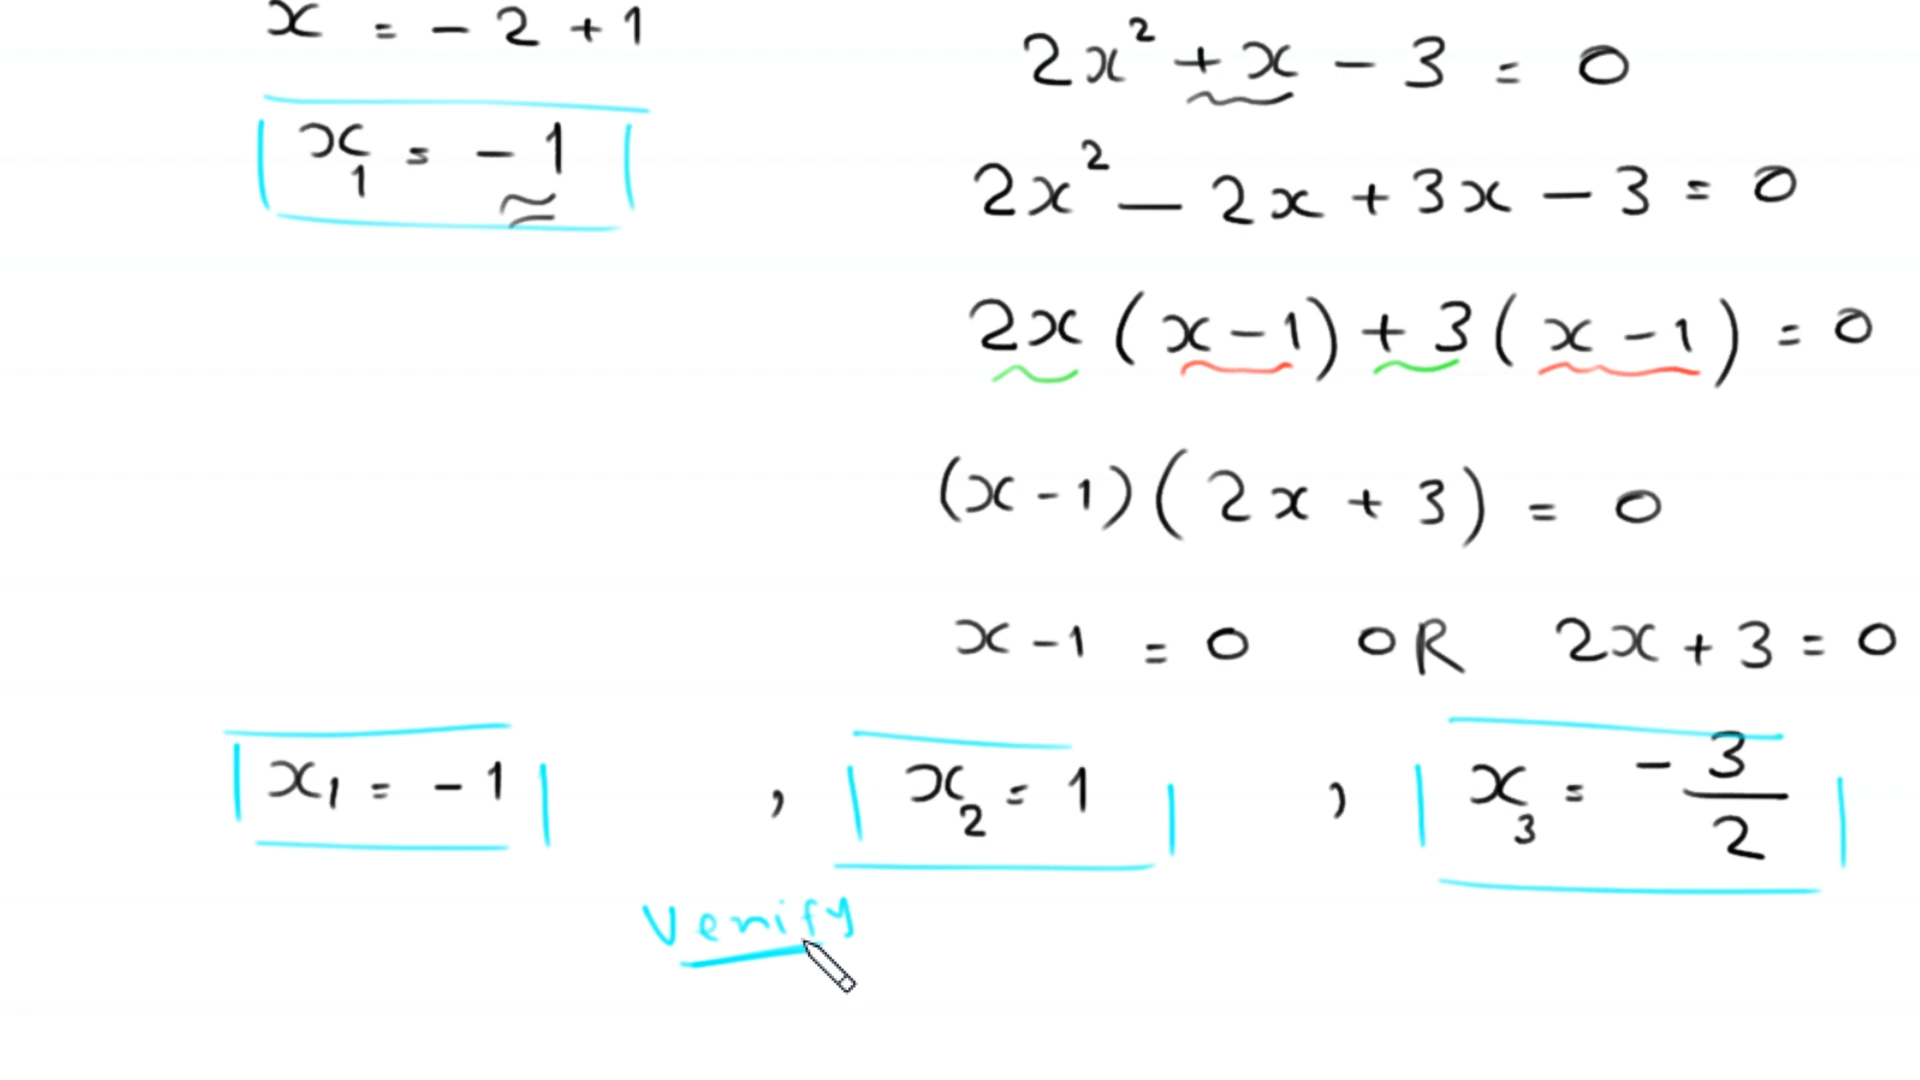 x = - 2 + 1
x₁ = - 1
2x² + x - 3 = 0
2x² - 2x + 3x - 3 = 0
2x (x - 1) + 3 (x - 1) = 0
(x - 1) (2x + 3) = 0
x - 1 = 0 OR 2x + 3 = 0
x₁ = - 1 , x₂ = 1 , x₃ = - 3/2
Verify